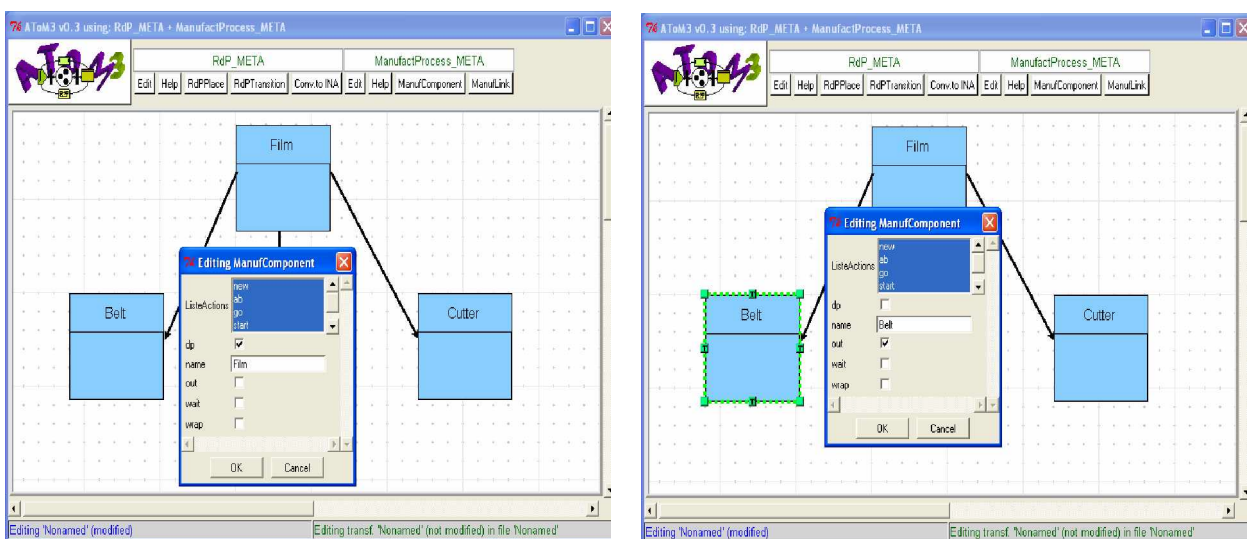 AToM3 v0.3 using: RdP_META + ManufactProcess_META
RdP_META ManufactProcess_META
Edit Help RdPPlace RdPTransition Conv.to INA Edit Help ManufComponent ManufLink
Film
Editing ManufComponent
ListeActions
new
ab
go
start
Belt
Cutter
dp
name Film
out
wait
wrap
OK Cancel
Editing 'Nonamed' (modified) Editing transf. 'Nonamed' (not modified) in file 'Nonamed'
AToM3 v0.3 using: RdP_META + ManufactProcess_META
RdP_META ManufactProcess_META
Edit Help RdPPlace RdPTransition Conv.to INA Edit Help ManufComponent ManufLink
Film
Editing ManufComponent
ListeActions
new
ab
go
start
Belt
Cutter
dp
name Belt
out
wait
wrap
OK Cancel
Editing 'Nonamed' (modified) Editing transf. 'Nonamed' (not modified) in file 'Nonamed'